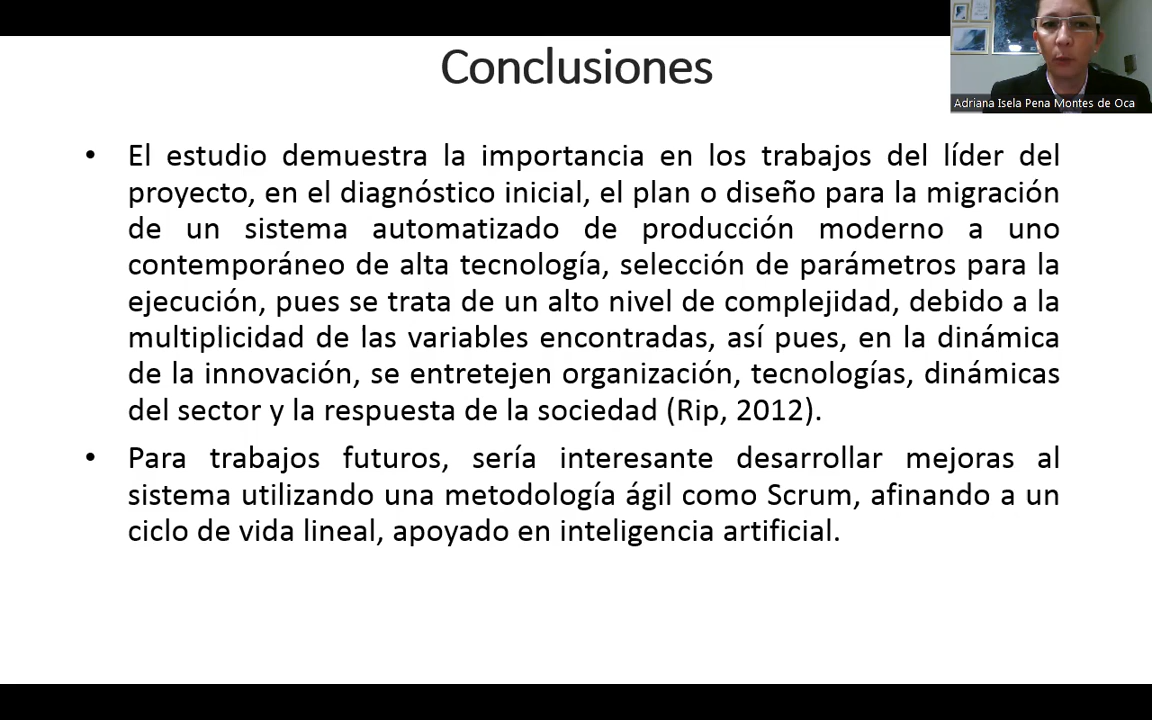 Conclusiones
Adriana Isela Pena Montes de Oca
• El estudio demuestra la importancia en los trabajos del líder del
proyecto, en el diagnóstico inicial, el plan o diseño para la migración
de un sistema automatizado de producción moderno a uno
contemporáneo de alta tecnología, selección de parámetros para la
ejecución, pues se trata de un alto nivel de complejidad, debido a la
multiplicidad de las variables encontradas, así pues, en la dinámica
de la innovación, se entretejen organización, tecnologías, dinámicas
del sector y la respuesta de la sociedad (Rip, 2012).
• Para trabajos futuros, sería interesante desarrollar mejoras al
sistema utilizando una metodología ágil como Scrum, afinando a un
ciclo de vida lineal, apoyado en inteligencia artificial.